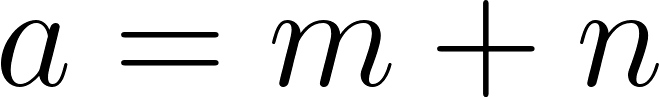 a = m + n